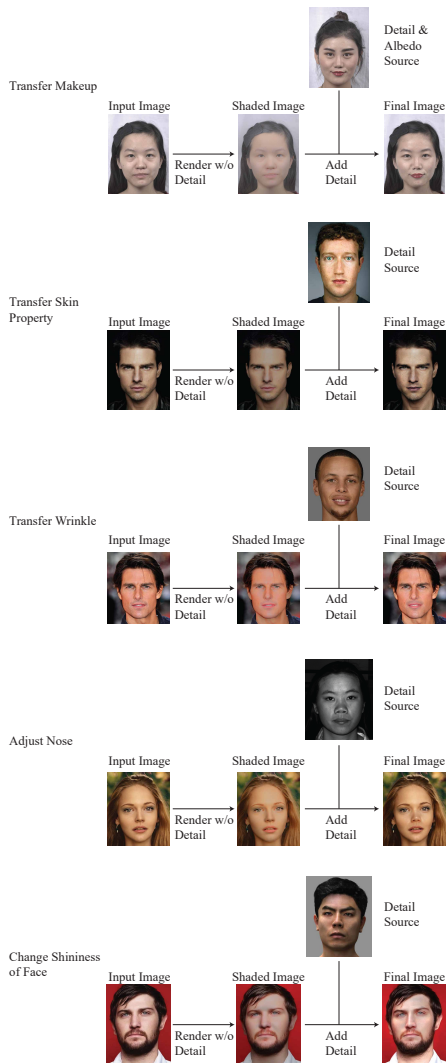 Detail &
Albedo
Source
Transfer Makeup
Input Image
Shaded Image
Final Image
Render w/o
Detail
Add
Detail
Detail
Source
Transfer Skin
Property
Input Image
Shaded Image
Final Image
Render w/o
Detail
Add
Detail
Detail
Source
Transfer Wrinkle
Input Image
Shaded Image
Final Image
Render w/o
Detail
Add
Detail
Detail
Source
Adjust Nose
Input Image
Shaded Image
Final Image
Render w/o
Detail
Add
Detail
Detail
Source
Change Shininess
of Face
Input Image
Shaded Image
Final Image
Render w/o
Detail
Add
Detail